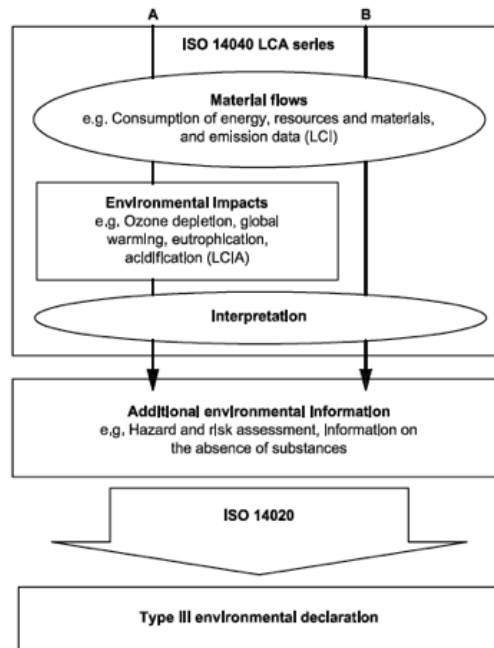 A B
ISO 14040 LCA series
Material flows
e.g. Consumption of energy, resources and materials,
and emission data (LCI)
Environmental Impacts
e.g. Ozone depletion, global
warming, eutrophication,
acidification (LCIA)
Interpretation
Additional environmental information
e.g. Hazard and risk assessment, information on
the absence of substances
ISO 14020
Type III environmental declaration